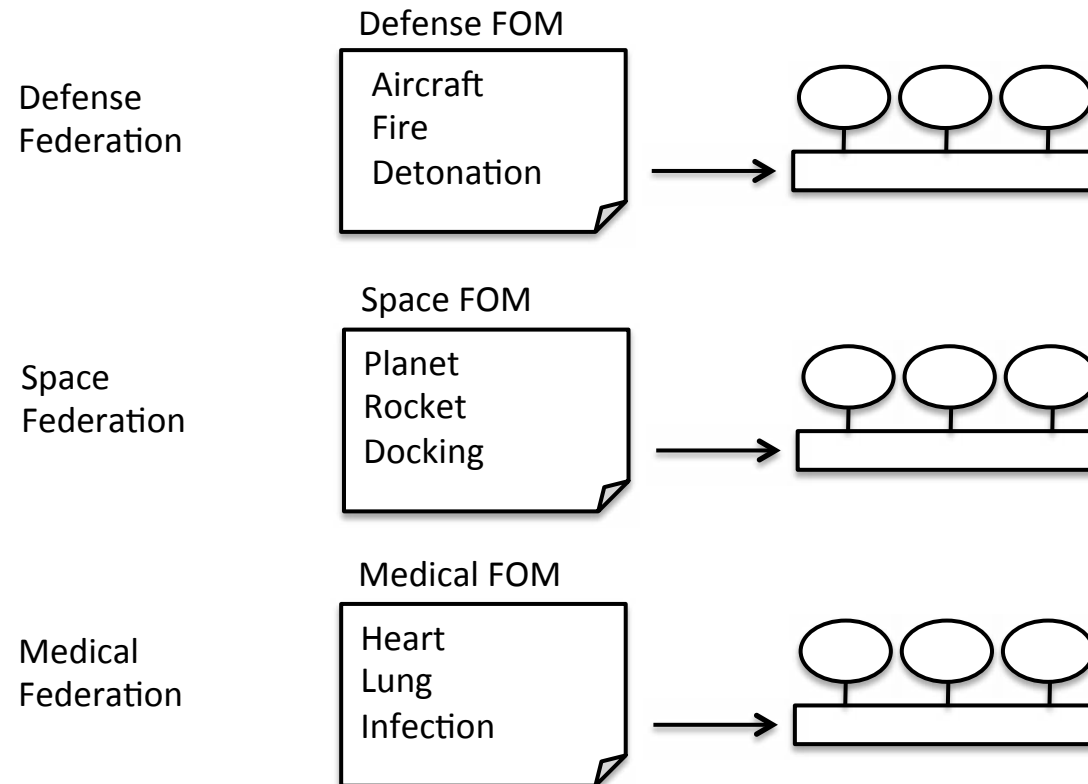 Defense FOM
Defense
Federation
Aircraft
Fire
Detonation
Space FOM
Space
Federation
Planet
Rocket
Docking
Medical FOM
Medical
Federation
Heart
Lung
Infection